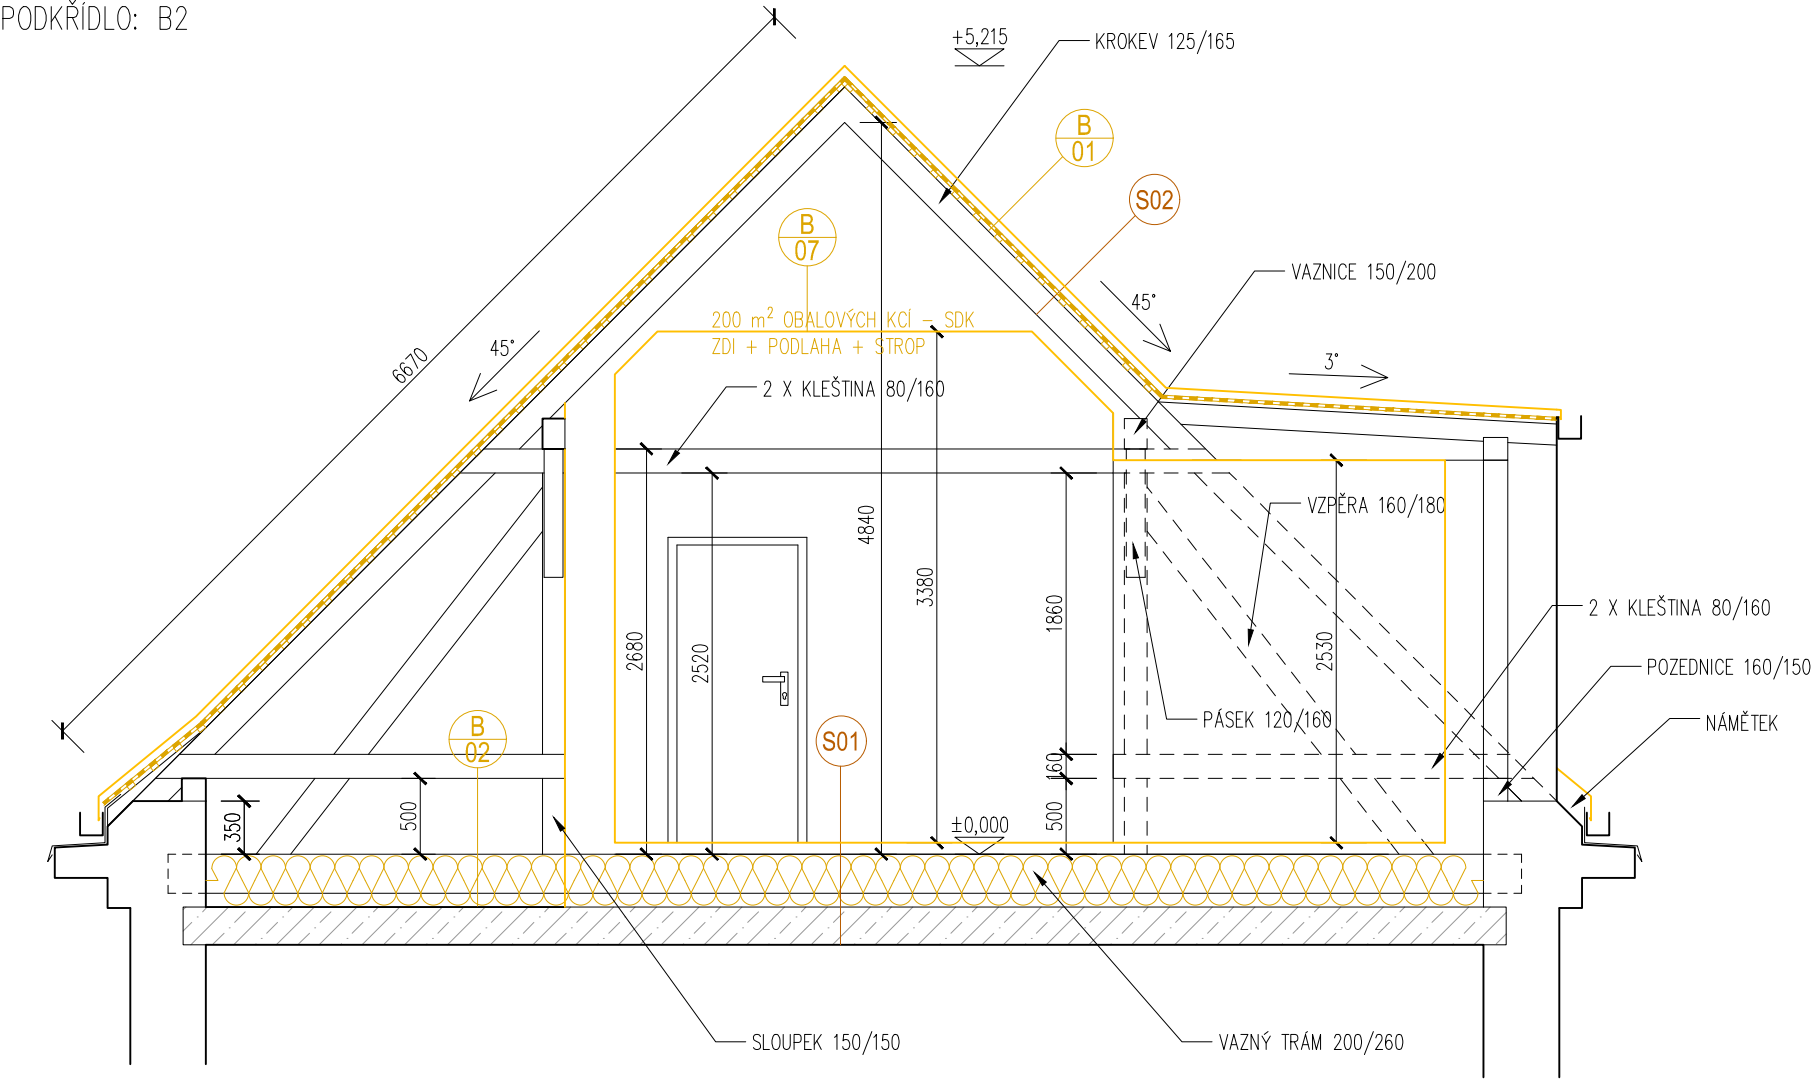 PODKŘÍDLO: B2
+5,215
KROKEV 125/165
B
01
S02
B
07
VAZNICE 150/200
45°
45°
3°
6670
200 m² OBALOVÝCH KCÍ – SDK
ZDI + PODLAHA + STROP
2 X KLEŠTINA 80/160
4840
VZPĚRA 160/180
3380
1860
2 X KLEŠTINA 80/160
2680
2520
2530
POZEDNICE 160/150
PÁSEK 120/160
NÁMĚTEK
B
02
S01
160
350
500
±0,000
500
SLOUPEK 150/150
VAZNÝ TRÁM 200/260